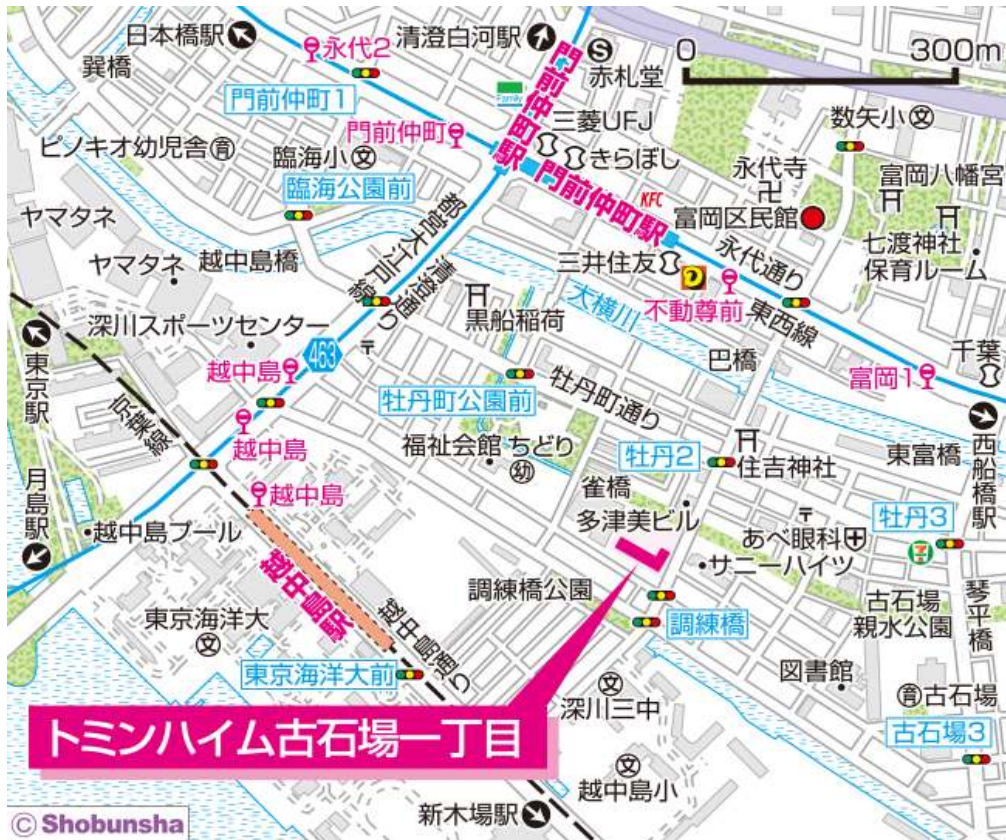 日本橋駅
永代2
清澄白河駅
S
赤札堂
0
300m
巽橋
門前仲町1
Family
門前仲町駅
三菱UFJ
数矢小
文
ピノキオ幼児舎
育
臨海小
文
門前仲町
きらぼし
永代寺
富岡八幡宮
臨海公園前
門前仲町駅
KFC
富岡区民館
ヤマタネ
都営大江戸線
清澄通り
永代通り
七渡神社
保育ルーム
ヤマタネ
越中島橋
三井住友
不動尊前
大横川
東西線
黒船稲荷
深川スポーツセンター
463
巴橋
千葉
東京駅
越中島
牡丹町公園前
牡丹町通り
富岡1
京葉線
越中島
福祉会館
ちどり
幼
牡丹2
住吉神社
東富橋
西船橋駅
月島駅
越中島
雀橋
越中島プール
多津美ビル
あべ眼科
牡丹3
サニーハイツ
越中島駅
調練橋公園
調練橋
古石場
親水公園
琴平橋
東京海洋大
文
越中島通り
東京海洋大前
図書館
文
深川三中
育
古石場
古石場3
トミンハイム古石場一丁目
文
越中島小
新木場駅
© Shobunsha